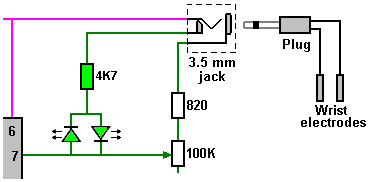 3.5 mm
jack
Plug
4K7
820
Wrist
electrodes
6
7
100K